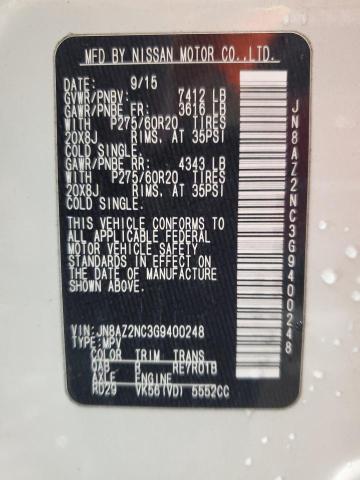 MFD BY NISSAN MOTOR CO.,LTD.
DATE: 9/15
GVWR/PNBV: 7412 LB
GAWR/PNBE FR: 3616 LB
WITH P275/60R20 TIRES
20X8J RIMS, AT 35PSI
COLD SINGLE.
GAWR/PNBE RR: 4343 LB
WITH P275/60R20 TIRES
20X8J RIMS, AT 35PSI
COLD SINGLE.
THIS VEHICLE CONFORMS TO
ALL APPLICABLE FEDERAL
MOTOR VEHICLE SAFETY
STANDARDS IN EFFECT ON
THE DATE OF MANUFACTURE
SHOWN ABOVE.
VIN:JN8AZ2NC3G9400248
TYPE:MPV
COLOR TRIM TRANS
QAB B RE7R01B
AXLE ENGINE
RD29 VK56(VD) 5552CC
JN8AZ2NC3G9400248